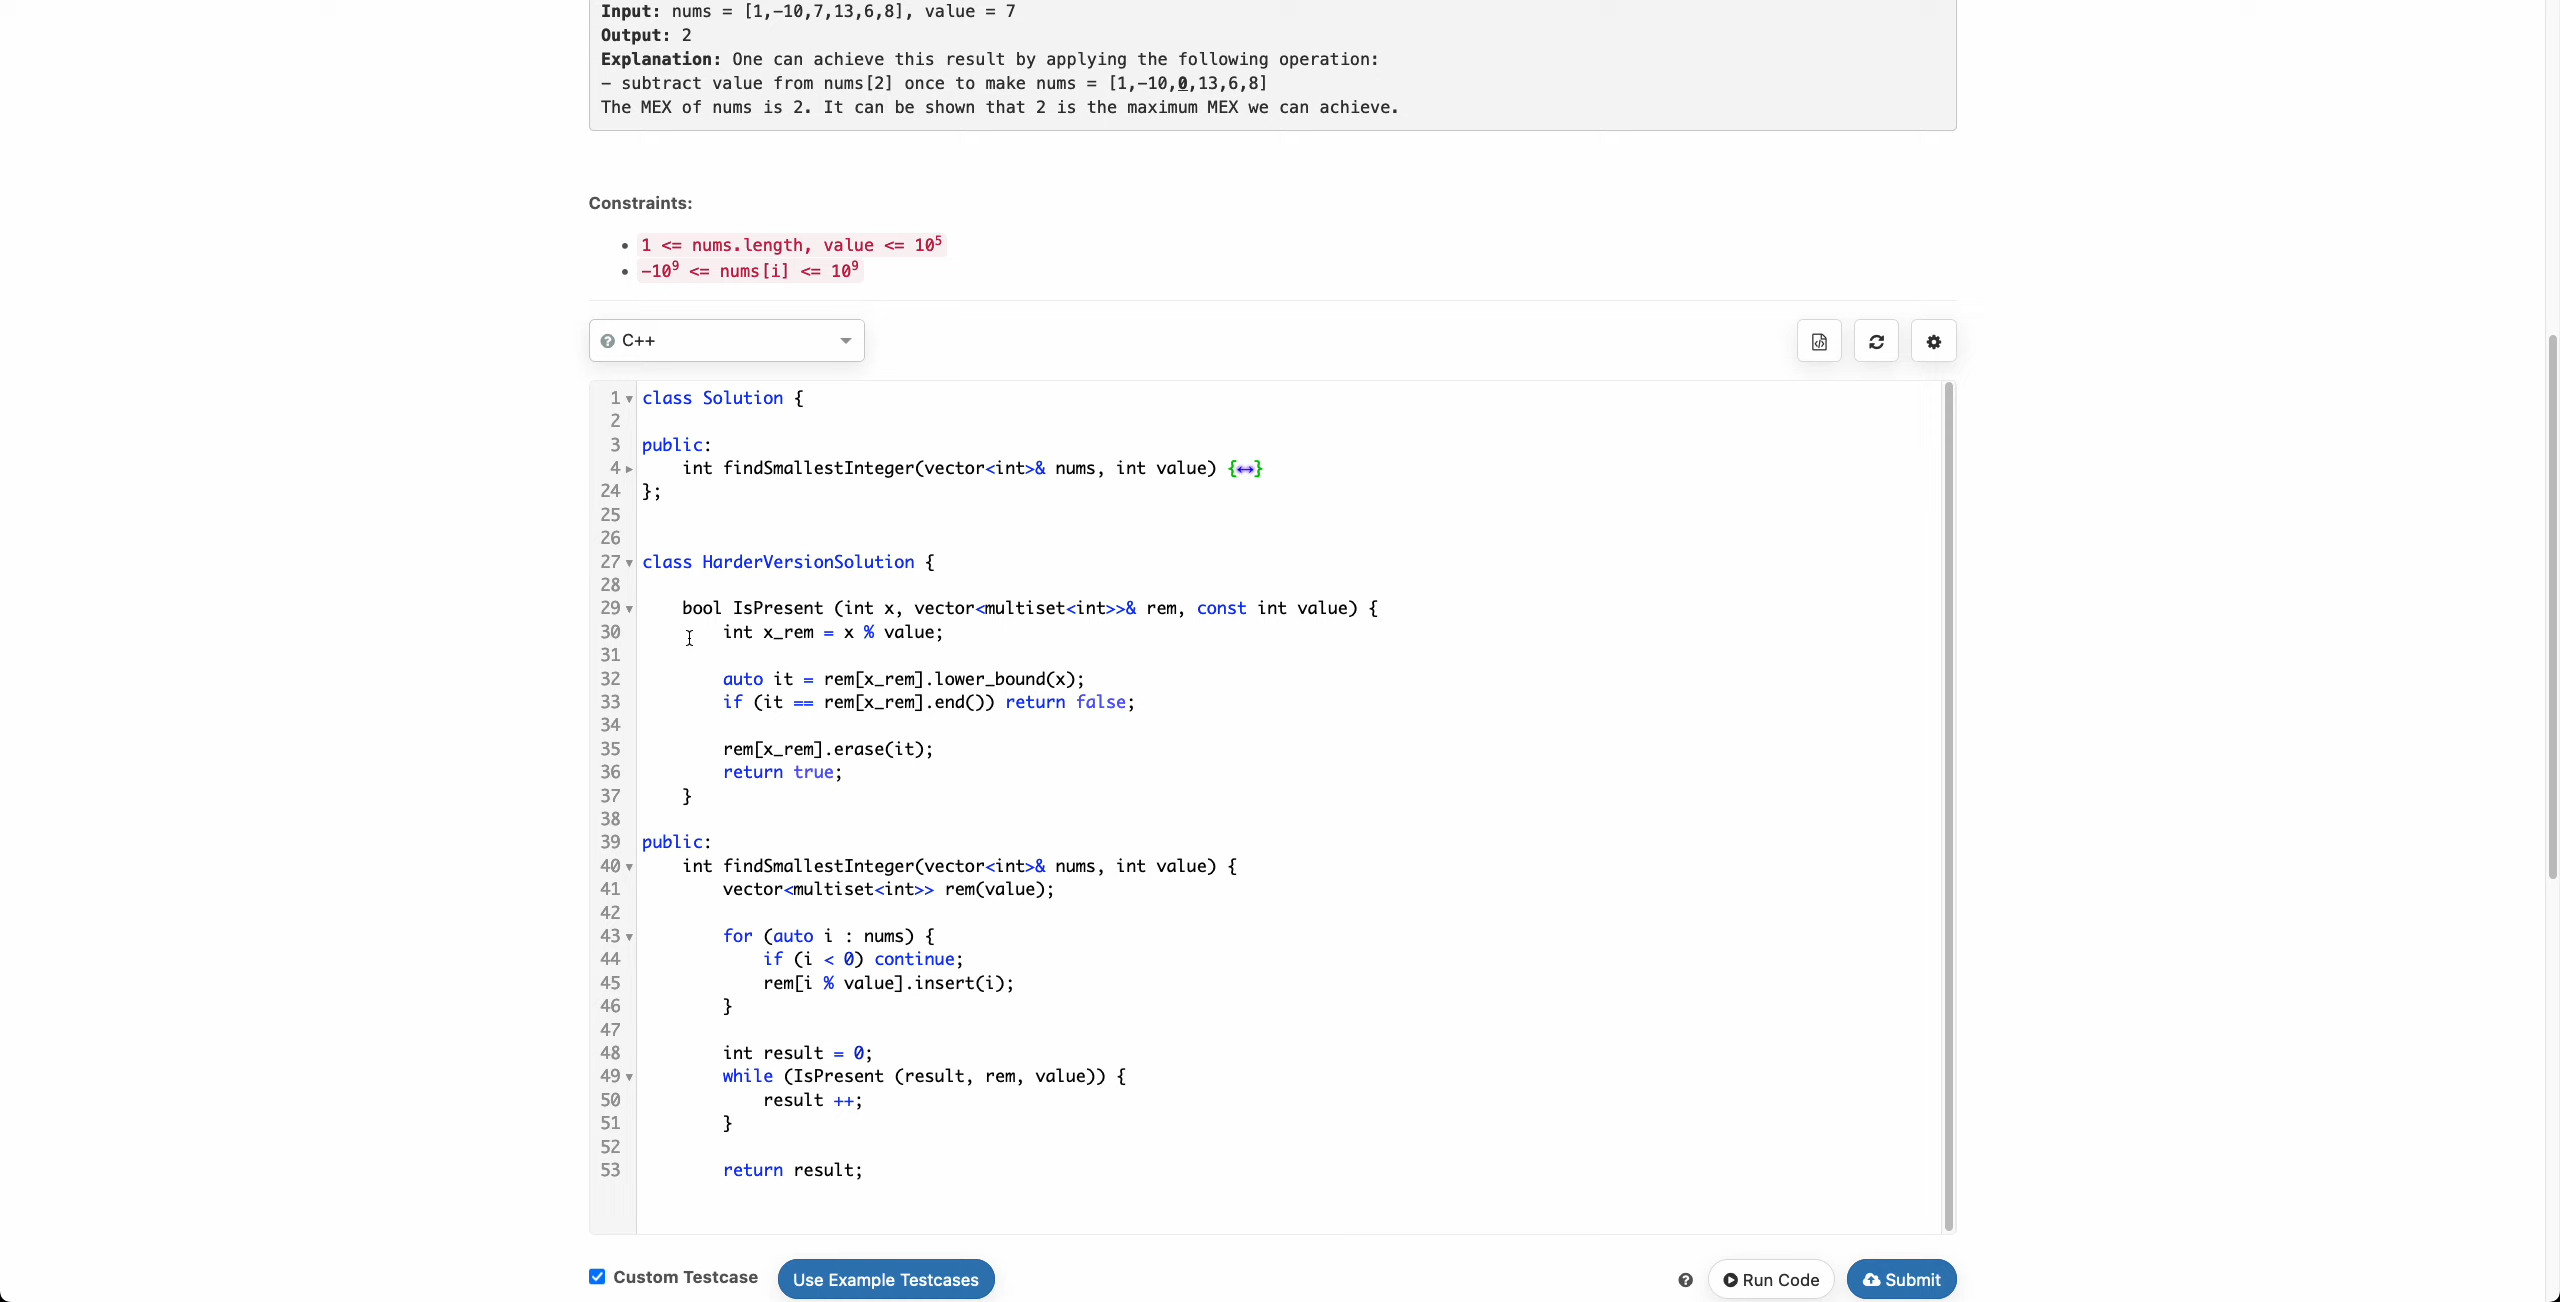 Input: nums = [1,-10,7,13,6,8], value = 7
Output: 2
Explanation: One can achieve this result by applying the following operation:
- subtract value from nums[2] once to make nums = [1,-10,0,13,6,8]
The MEX of nums is 2. It can be shown that 2 is the maximum MEX we can achieve.
Constraints:
• 1 <= nums.length, value <= 10⁵
• -10⁹ <= nums[i] <= 10⁹
C++
1 class Solution {
2
3 public:
4     int findSmallestInteger(vector<int>& nums, int value) {↔}
24 };
25
26
27 class HarderVersionSolution {
28
29     bool IsPresent (int x, vector<multiset<int>>& rem, const int value) {
30         int x_rem = x % value;
31
32         auto it = rem[x_rem].lower_bound(x);
33         if (it == rem[x_rem].end()) return false;
34
35         rem[x_rem].erase(it);
36         return true;
37     }
38
39 public:
40     int findSmallestInteger(vector<int>& nums, int value) {
41         vector<multiset<int>> rem(value);
42
43         for (auto i : nums) {
44             if (i < 0) continue;
45             rem[i % value].insert(i);
46         }
47
48         int result = 0;
49         while (IsPresent (result, rem, value)) {
50             result ++;
51         }
52
53         return result;
Custom Testcase Use Example Testcases Run Code Submit